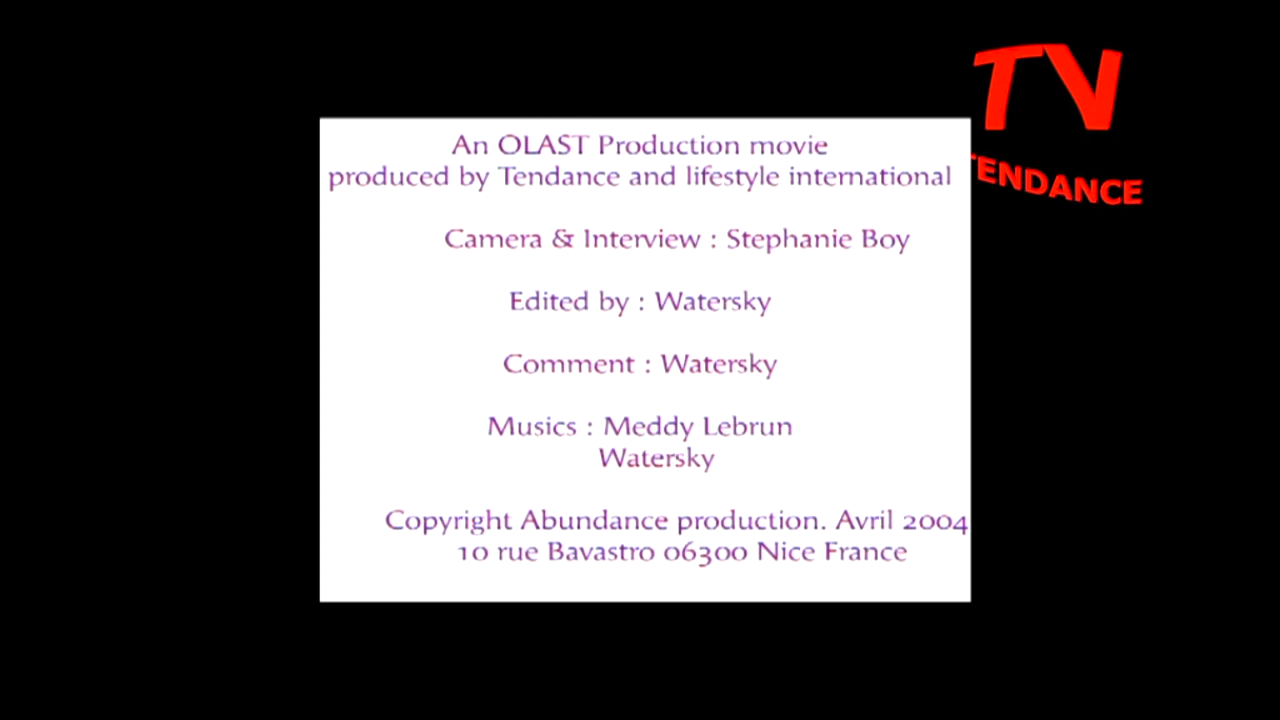 TV
TENDANCE
An OLAST Production movie
produced by Tendance and lifestyle international
Camera & Interview : Stephanie Boy
Edited by : Watersky
Comment : Watersky
Musics : Meddy Lebrun
Watersky
Copyright Abundance production. Avril 2004
10 rue Bavastro 06300 Nice France